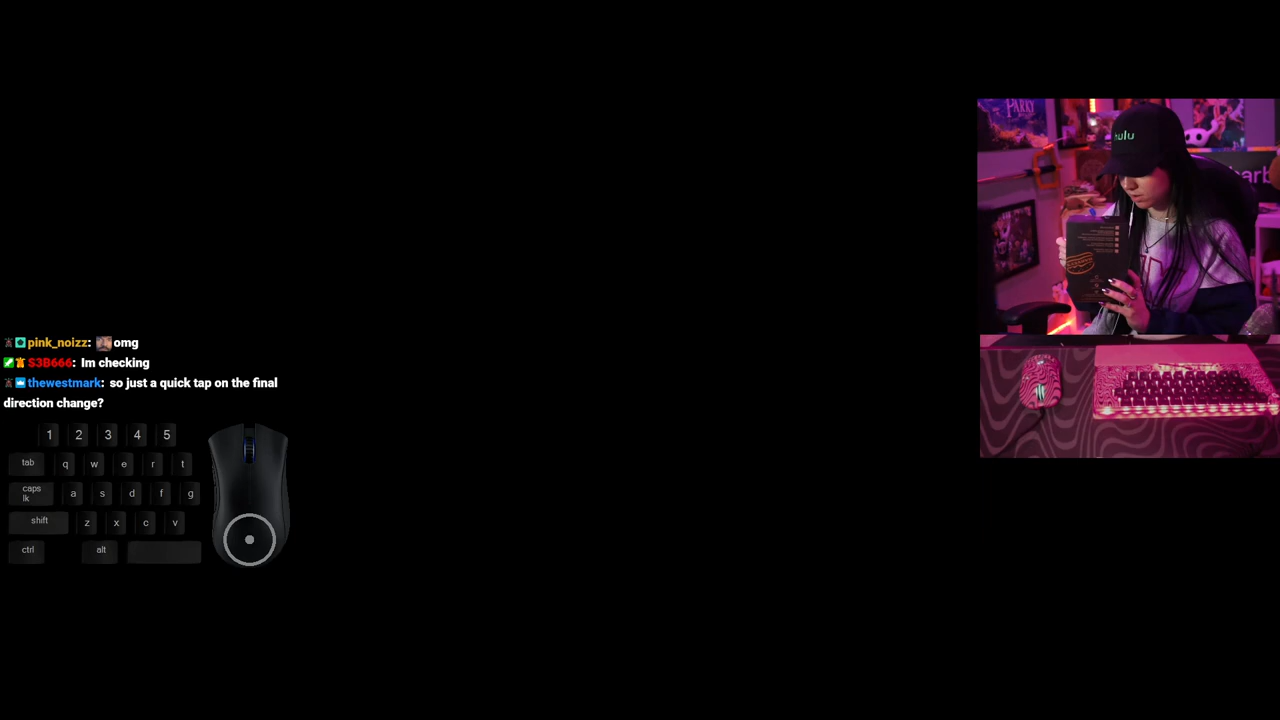 PARKY
pink_noizz: omg
S3B666: Im checking
thewestmark: so just a quick tap on the final
direction change?
1 2 3 4 5
tab q w e r t
caps
lk a s d f g
shift z x c v
ctrl alt